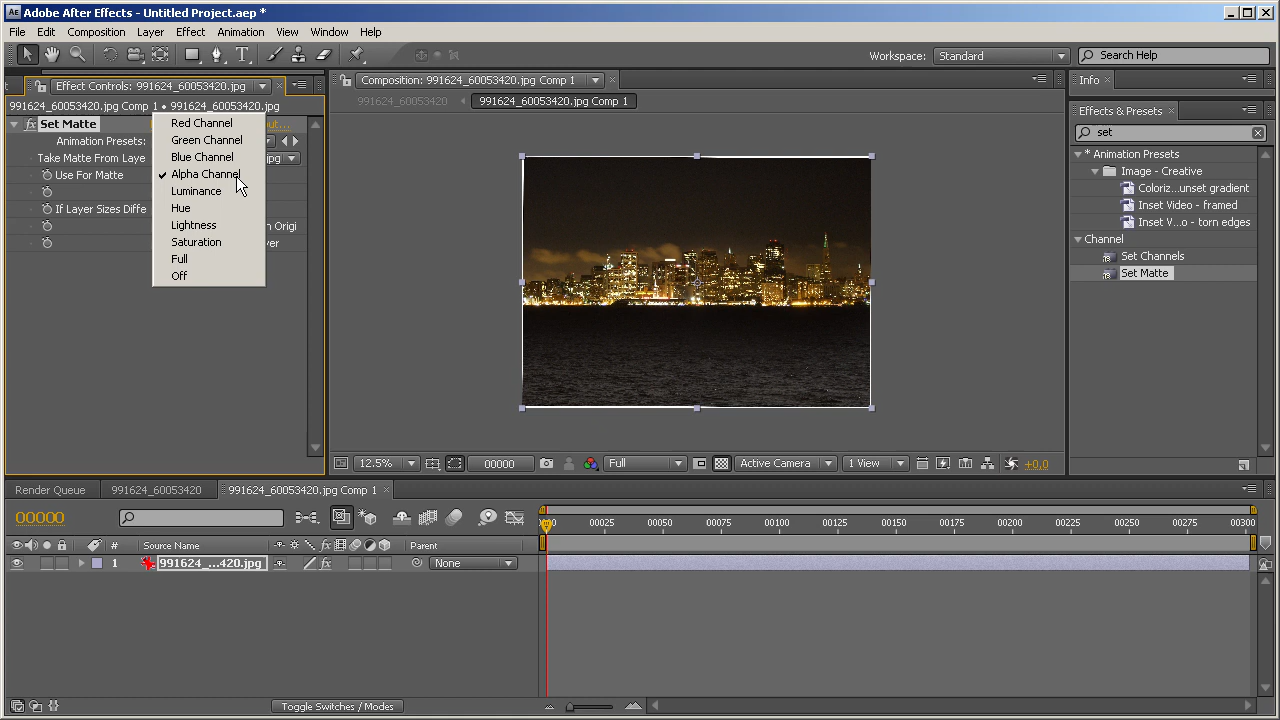 Adobe After Effects - Untitled Project.aep *
File Edit Composition Layer Effect Animation View Window Help
Workspace: Standard Search Help
Effect Controls: 991624_60053420.jpg
991624_60053420.jpg Comp 1 • 991624_60053420.jpg
fx Set Matte out...
Animation Presets:
Take Matte From Laye jpg
Use For Matte
If Layer Sizes Diffe
n Origi
yer
Red Channel
Green Channel
Blue Channel
Alpha Channel
Luminance
Hue
Lightness
Saturation
Full
Off
Composition: 991624_60053420.jpg Comp 1
991624_60053420 991624_60053420.jpg Comp 1
12.5% 00000 Full Active Camera 1 View +0,0
Info
Effects & Presets
set
* Animation Presets
Image - Creative
Coloriz...unset gradient
Inset Video - framed
Inset V...o - torn edges
Channel
Set Channels
Set Matte
Render Queue 991624_60053420 991624_60053420.jpg Comp 1
00000
00025 00050 00075 00100 00125 00150 00175 00200 00225 00250 00275 00300
# Source Name fx Parent
1 991624_...420.jpg fx None
Toggle Switches / Modes